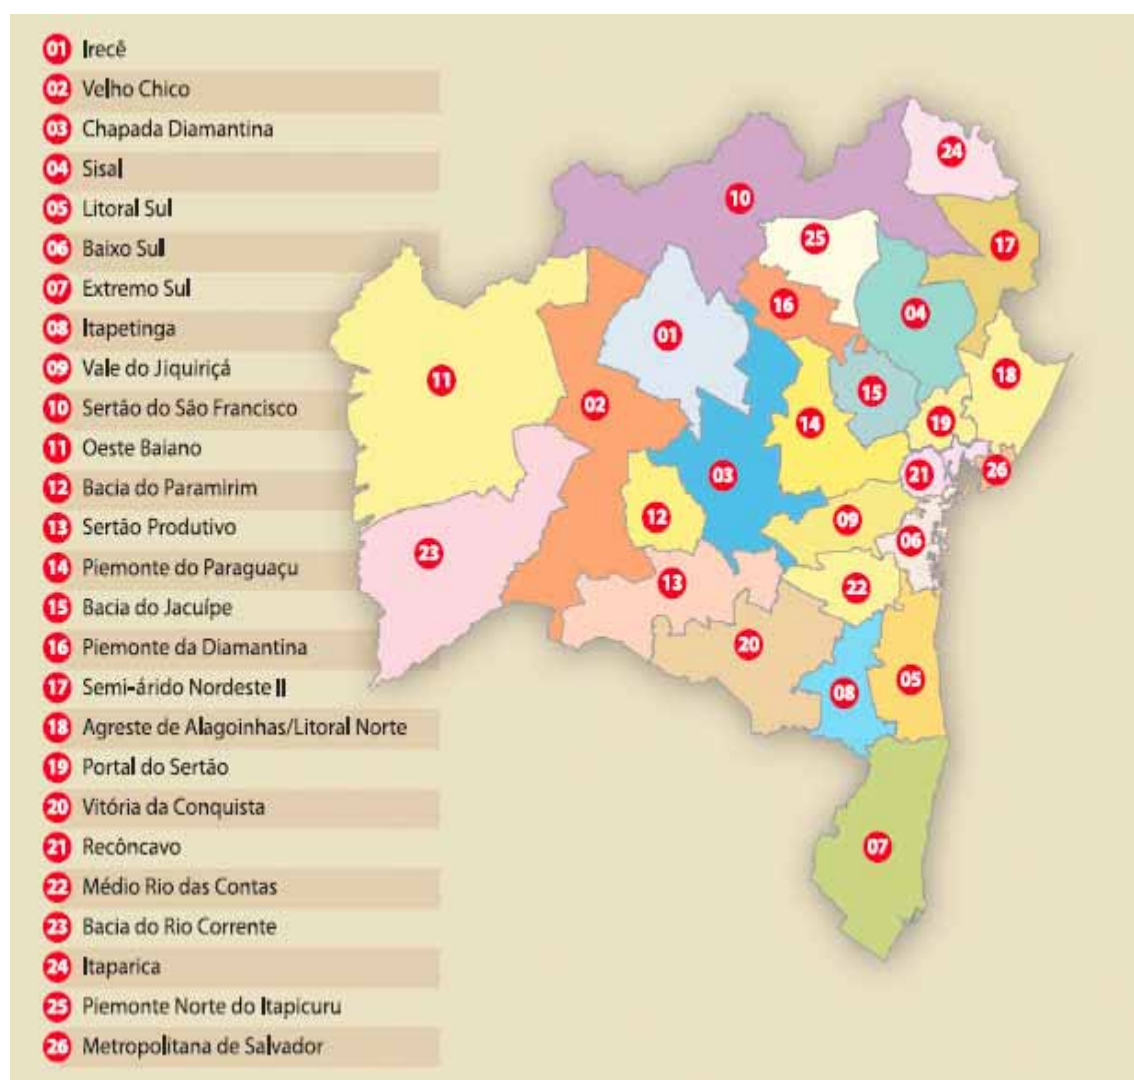 01 Irecê
02 Velho Chico
03 Chapada Diamantina
04 Sisal
05 Litoral Sul
06 Baixo Sul
07 Extremo Sul
08 Itapetinga
09 Vale do Jiquiriçá
10 Sertão do São Francisco
11 Oeste Baiano
12 Bacia do Paramirim
13 Sertão Produtivo
14 Piemonte do Paraguaçu
15 Bacia do Jacuípe
16 Piemonte da Diamantina
17 Semi-árido Nordeste II
18 Agreste de Alagoinhas/Litoral Norte
19 Portal do Sertão
20 Vitória da Conquista
21 Recôncavo
22 Médio Rio das Contas
23 Bacia do Rio Corrente
24 Itaparica
25 Piemonte Norte do Itapicuru
26 Metropolitana de Salvador
24
10
25
17
16
04
01
18
11
15
02
14
19
03
21
26
12
09
06
23
13
22
20
05
08
07